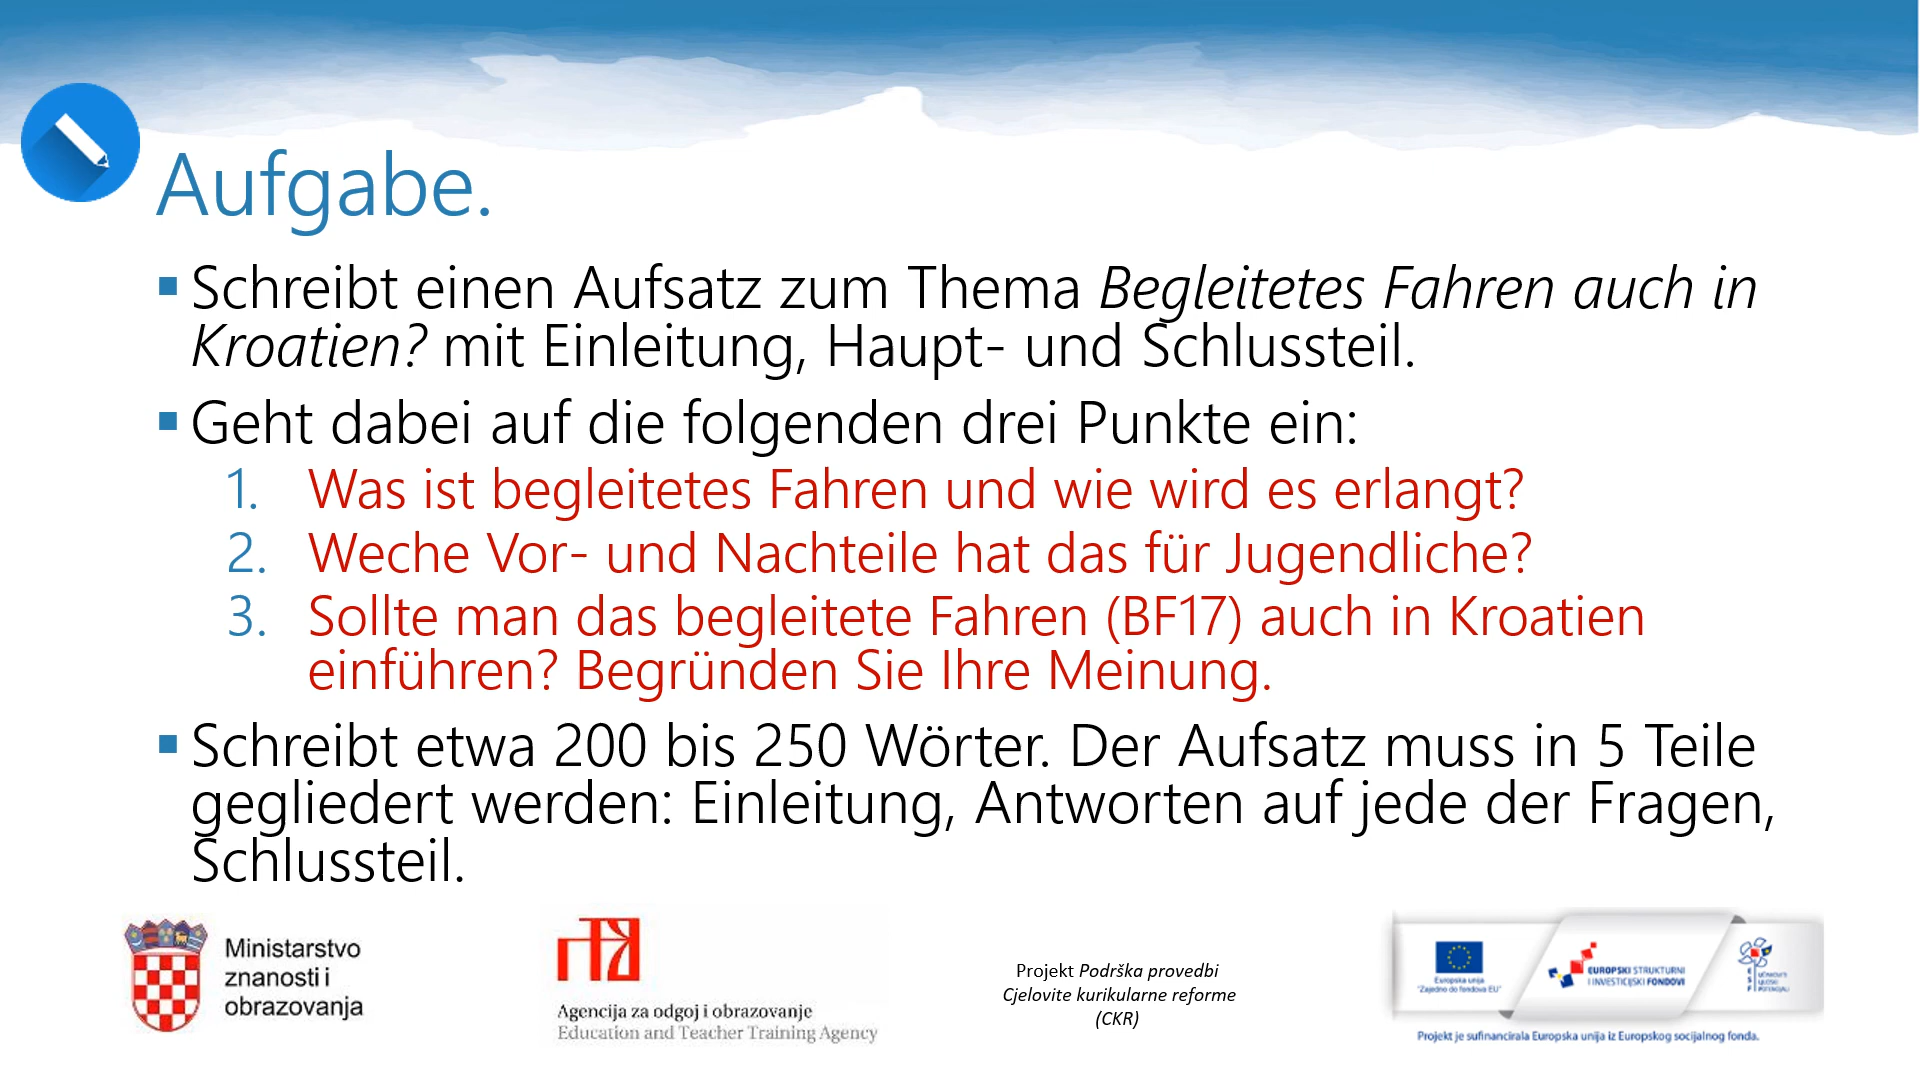 Aufgabe.
▪ Schreibt einen Aufsatz zum Thema Begleitetes Fahren auch in
Kroatien? mit Einleitung, Haupt- und Schlussteil.
▪ Geht dabei auf die folgenden drei Punkte ein:
1. Was ist begleitetes Fahren und wie wird es erlangt?
2. Weche Vor- und Nachteile hat das für Jugendliche?
3. Sollte man das begleitete Fahren (BF17) auch in Kroatien
einführen? Begründen Sie Ihre Meinung.
▪ Schreibt etwa 200 bis 250 Wörter. Der Aufsatz muss in 5 Teile
gegliedert werden: Einleitung, Antworten auf jede der Fragen,
Schlussteil.
Ministarstvo
znanosti i
obrazovanja
Agencija za odgoj i obrazovanje
Education and Teacher Training Agency
Projekt Podrška provedbi
Cjelovite kurikularne reforme
(CKR)
Europska unija
"Zajedno do fondova EU"
EUROPSKI STRUKTURNI
I INVESTICIJSKI FONDOVI
Projekt je sufinancirala Europska unija iz Europskog socijalnog fonda.